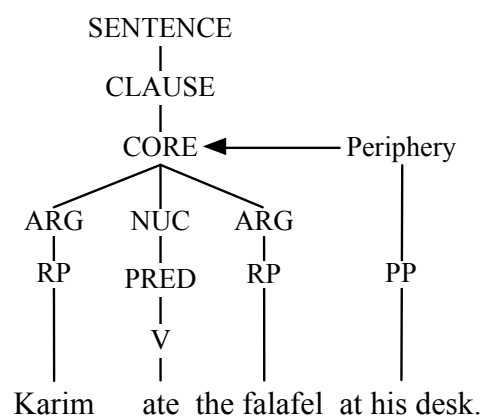 SENTENCE
CLAUSE
CORE Periphery
ARG NUC ARG
RP PRED RP PP
V
Karim ate the falafel at his desk.